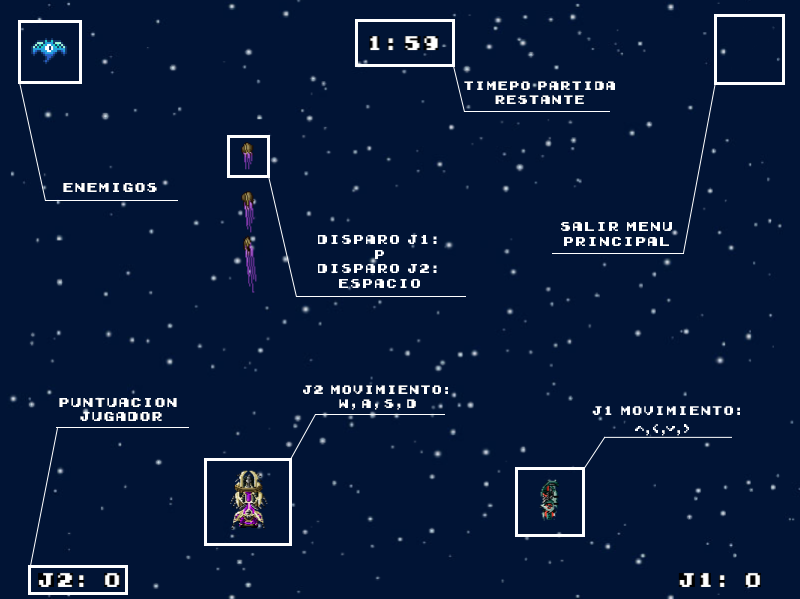 1:59
TIMEPO PARTIDA
RESTANTE
ENEMIGOS
SALIR MENU
PRINCIPAL
DISPARO J1:
P
DISPARO J2:
ESPACIO
J2 MOVIMIENTO:
W,A,S,D
PUNTUACION
JUGADOR
J1 MOVIMIENTO:
^,<,v,>
J2: 0
J1: 0